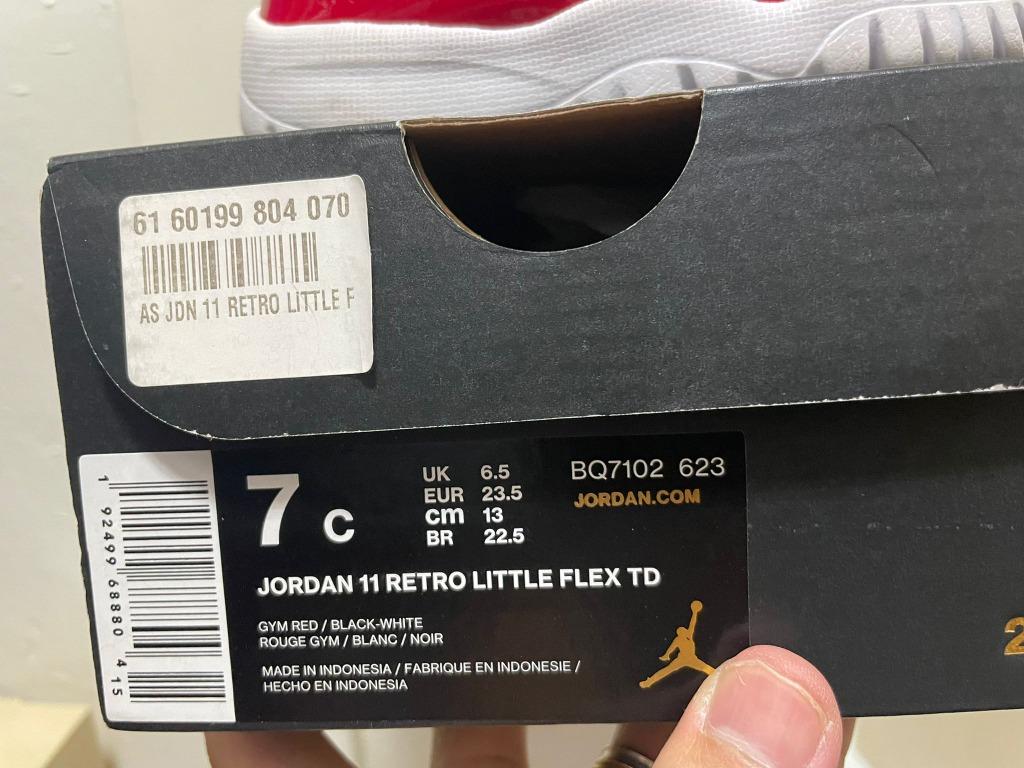 61 60199 804 070
AS JDN 11 RETRO LITTLE F
1 92499 68880 4 15
7 C
UK 6.5
EUR 23.5
cm 13
BR 22.5
BQ7102 623
JORDAN.COM
JORDAN 11 RETRO LITTLE FLEX TD
GYM RED / BLACK-WHITE
ROUGE GYM / BLANC / NOIR
MADE IN INDONESIA / FABRIQUE EN INDONESIE /
HECHO EN INDONESIA
2